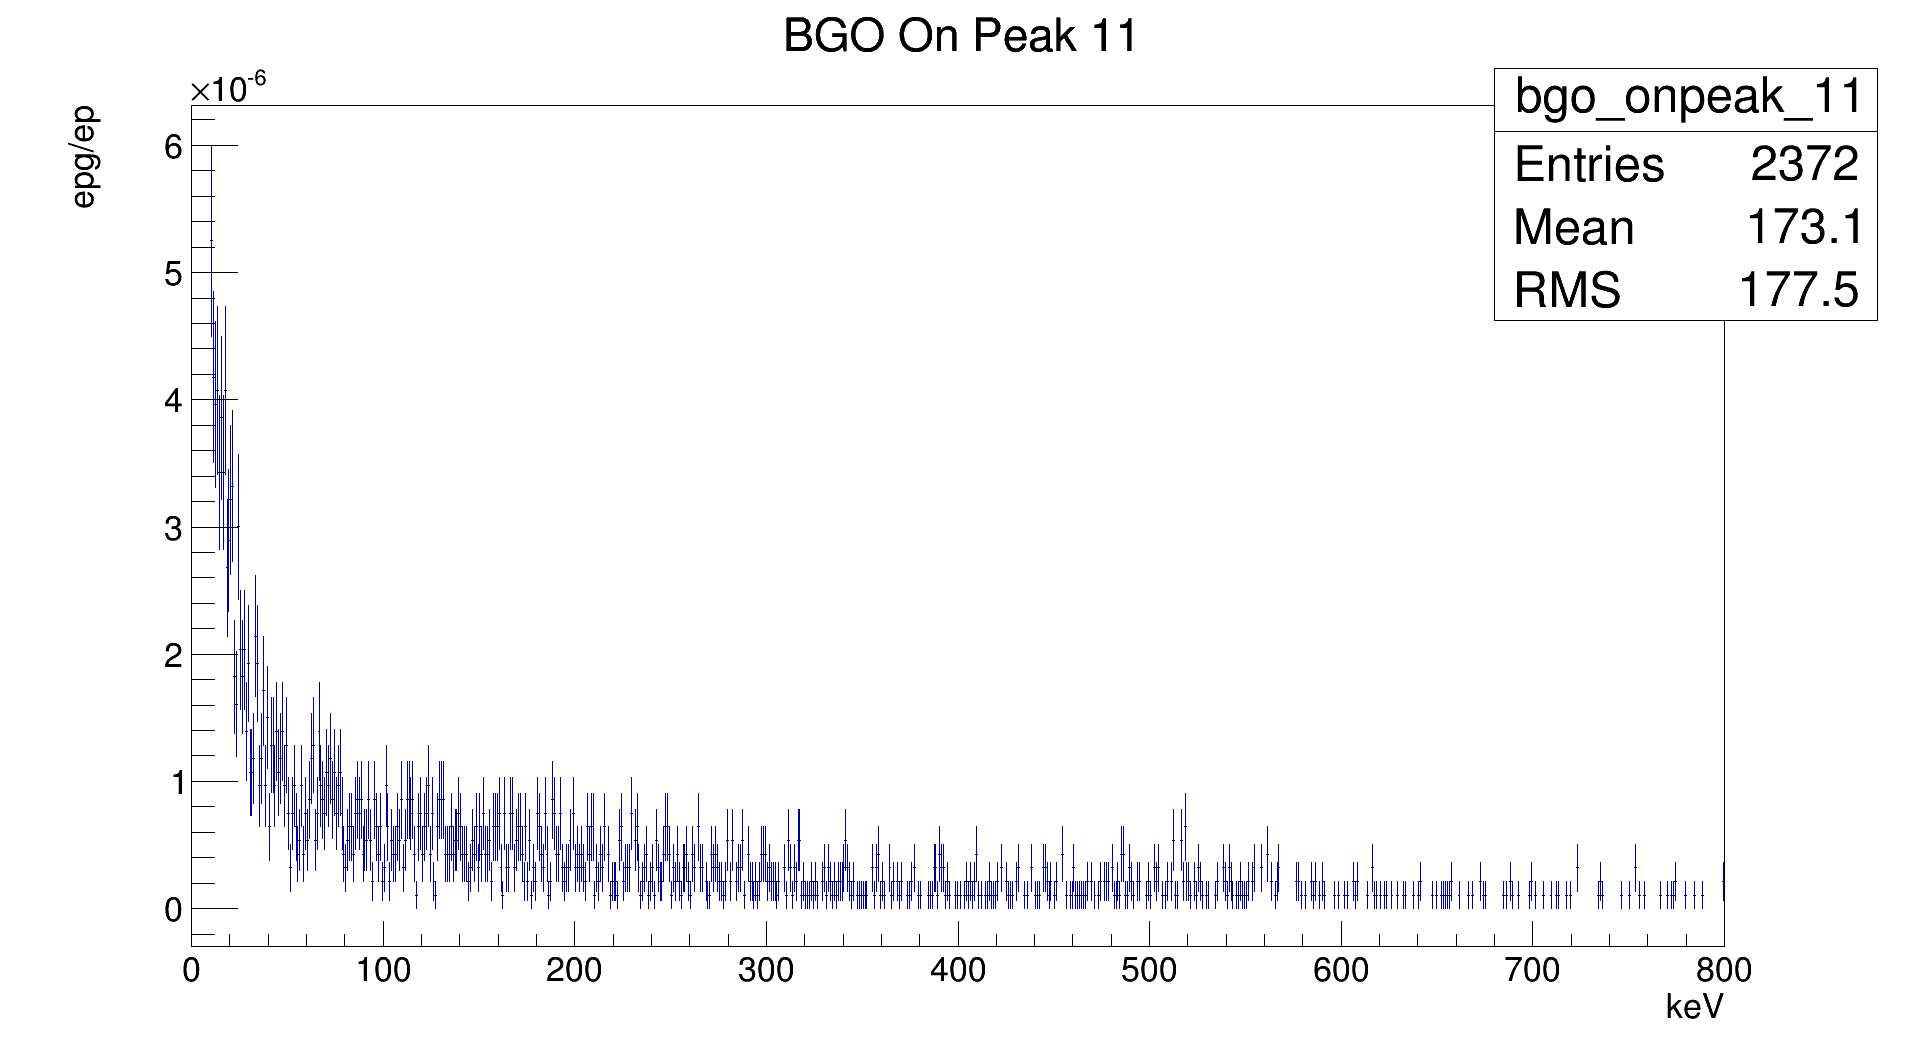 BGO On Peak 11
×10-6
epg/ep
bgo_onpeak_11
Entries 2372
Mean 173.1
RMS 177.5
6
5
4
3
2
1
0
0 100 200 300 400 500 600 700 800
keV